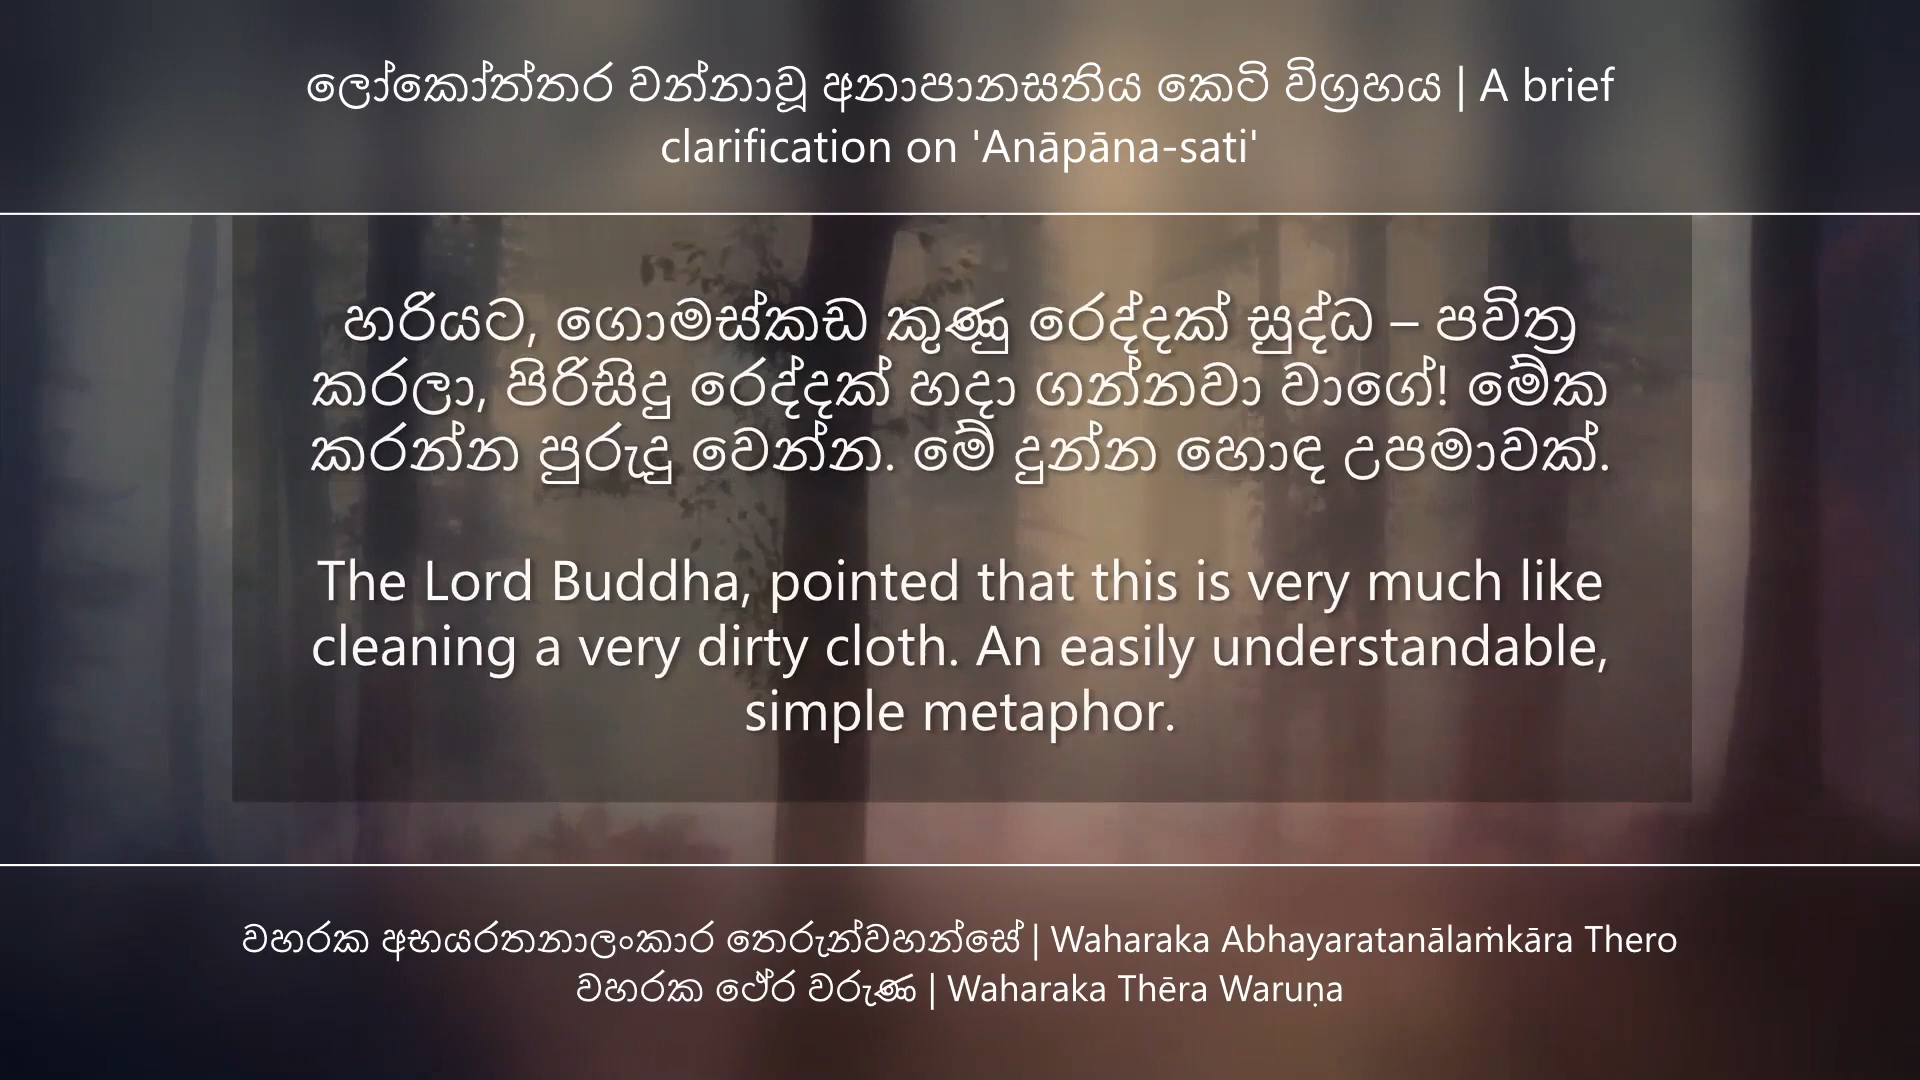 ලෝකෝත්තර වන්නාවූ අනාපානසතිය කෙටි විග්‍රහය | A brief
clarification on 'Anāpāna-sati'
හරියට, ගොමස්කඩ කුණු රෙද්දක් සුද්ධ – පවිත්‍ර
කරලා, පිරිසිදු රෙද්දක් හදා ගන්නවා වාගේ! මේක
කරන්න පුරුදු වෙන්න. මේ දුන්න හොඳ උපමාවක්.
The Lord Buddha, pointed that this is very much like
cleaning a very dirty cloth. An easily understandable,
simple metaphor.
වහරක අභයරතනාලංකාර තෙරුන්වහන්සේ | Waharaka Abhayaratanālaṁkāra Thero
වහරක ථේර වරුණ | Waharaka Thēra Waruṇa